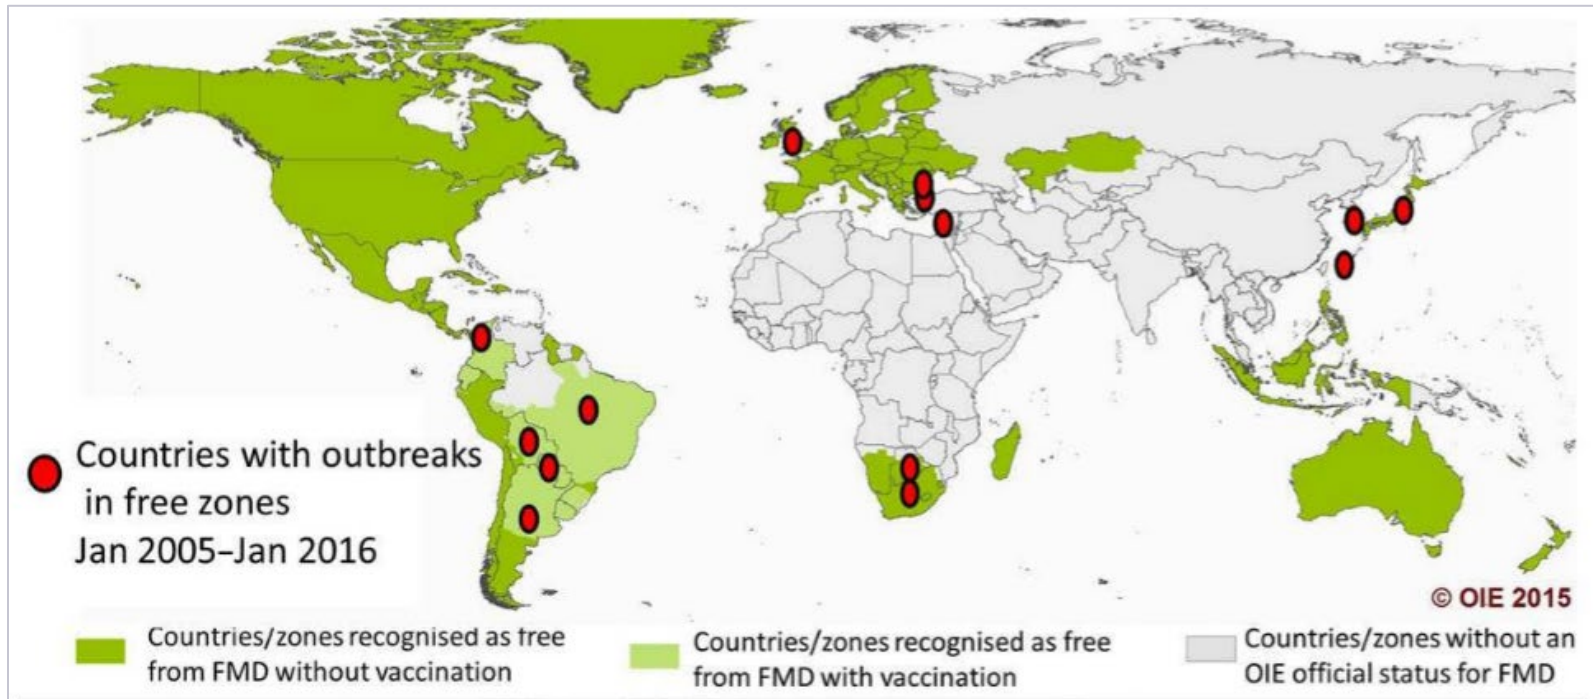 Countries with outbreaks
in free zones
Jan 2005–Jan 2016
© OIE 2015
Countries/zones recognised as free
from FMD without vaccination
Countries/zones recognised as free
from FMD with vaccination
Countries/zones without an
OIE official status for FMD